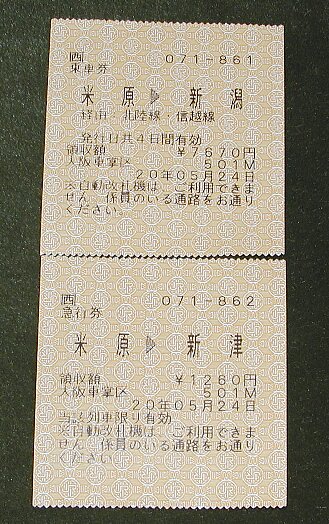 西 071-861
乗車券
米原▶新潟
経由:北陸線・信越線
発行日共4日間有効
領収額 ¥7670円
大阪車掌区 501M
20年05月24日
※自動改札機は、ご利用できま
せん 係員のいる通路をお通り
ください。
西 071-862
急行券
米原▶新津
領収額 ¥1260円
大阪車掌区 501M
20年05月24日
当該列車限り有効
※自動改札機は、ご利用できま
せん 係員のいる通路をお通り
ください。